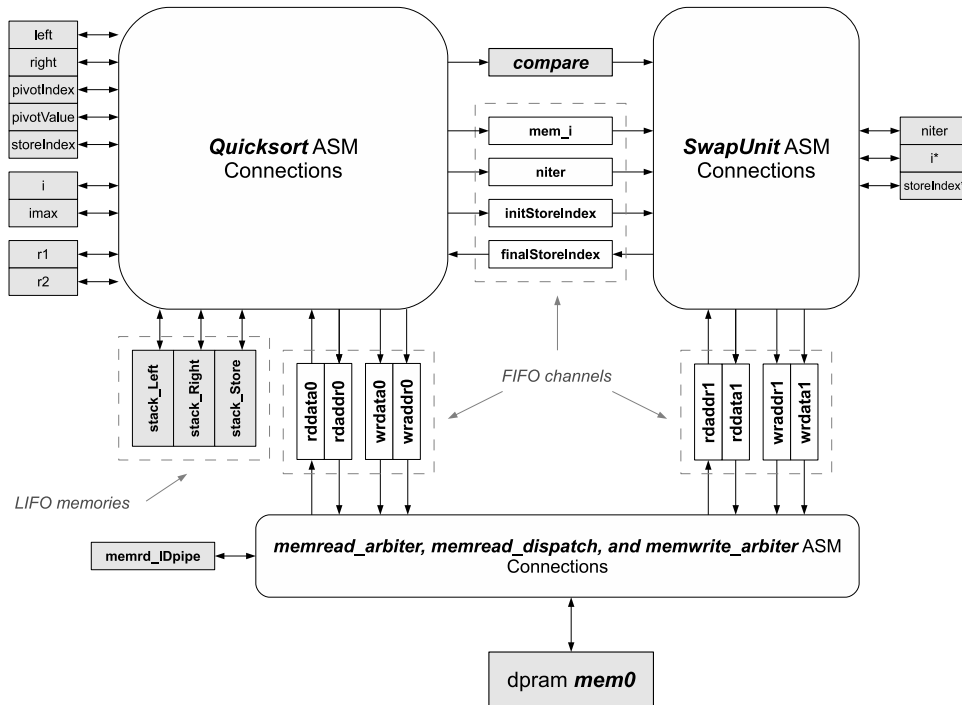 left
right
pivotIndex
pivotValue
storeIndex
i
imax
r1
r2
Quicksort ASM
Connections
compare
mem_i
niter
initStoreIndex
finalStoreIndex
SwapUnit ASM
Connections
niter
i*
storeIndex*
stack_Left
stack_Right
stack_Store
LIFO memories
rddata0
rdaddr0
wrdata0
wraddr0
FIFO channels
rdaddr1
rddata1
wraddr1
wrdata1
memrd_IDpipe
memread_arbiter, memread_dispatch, and memwrite_arbiter ASM
Connections
dpram mem0